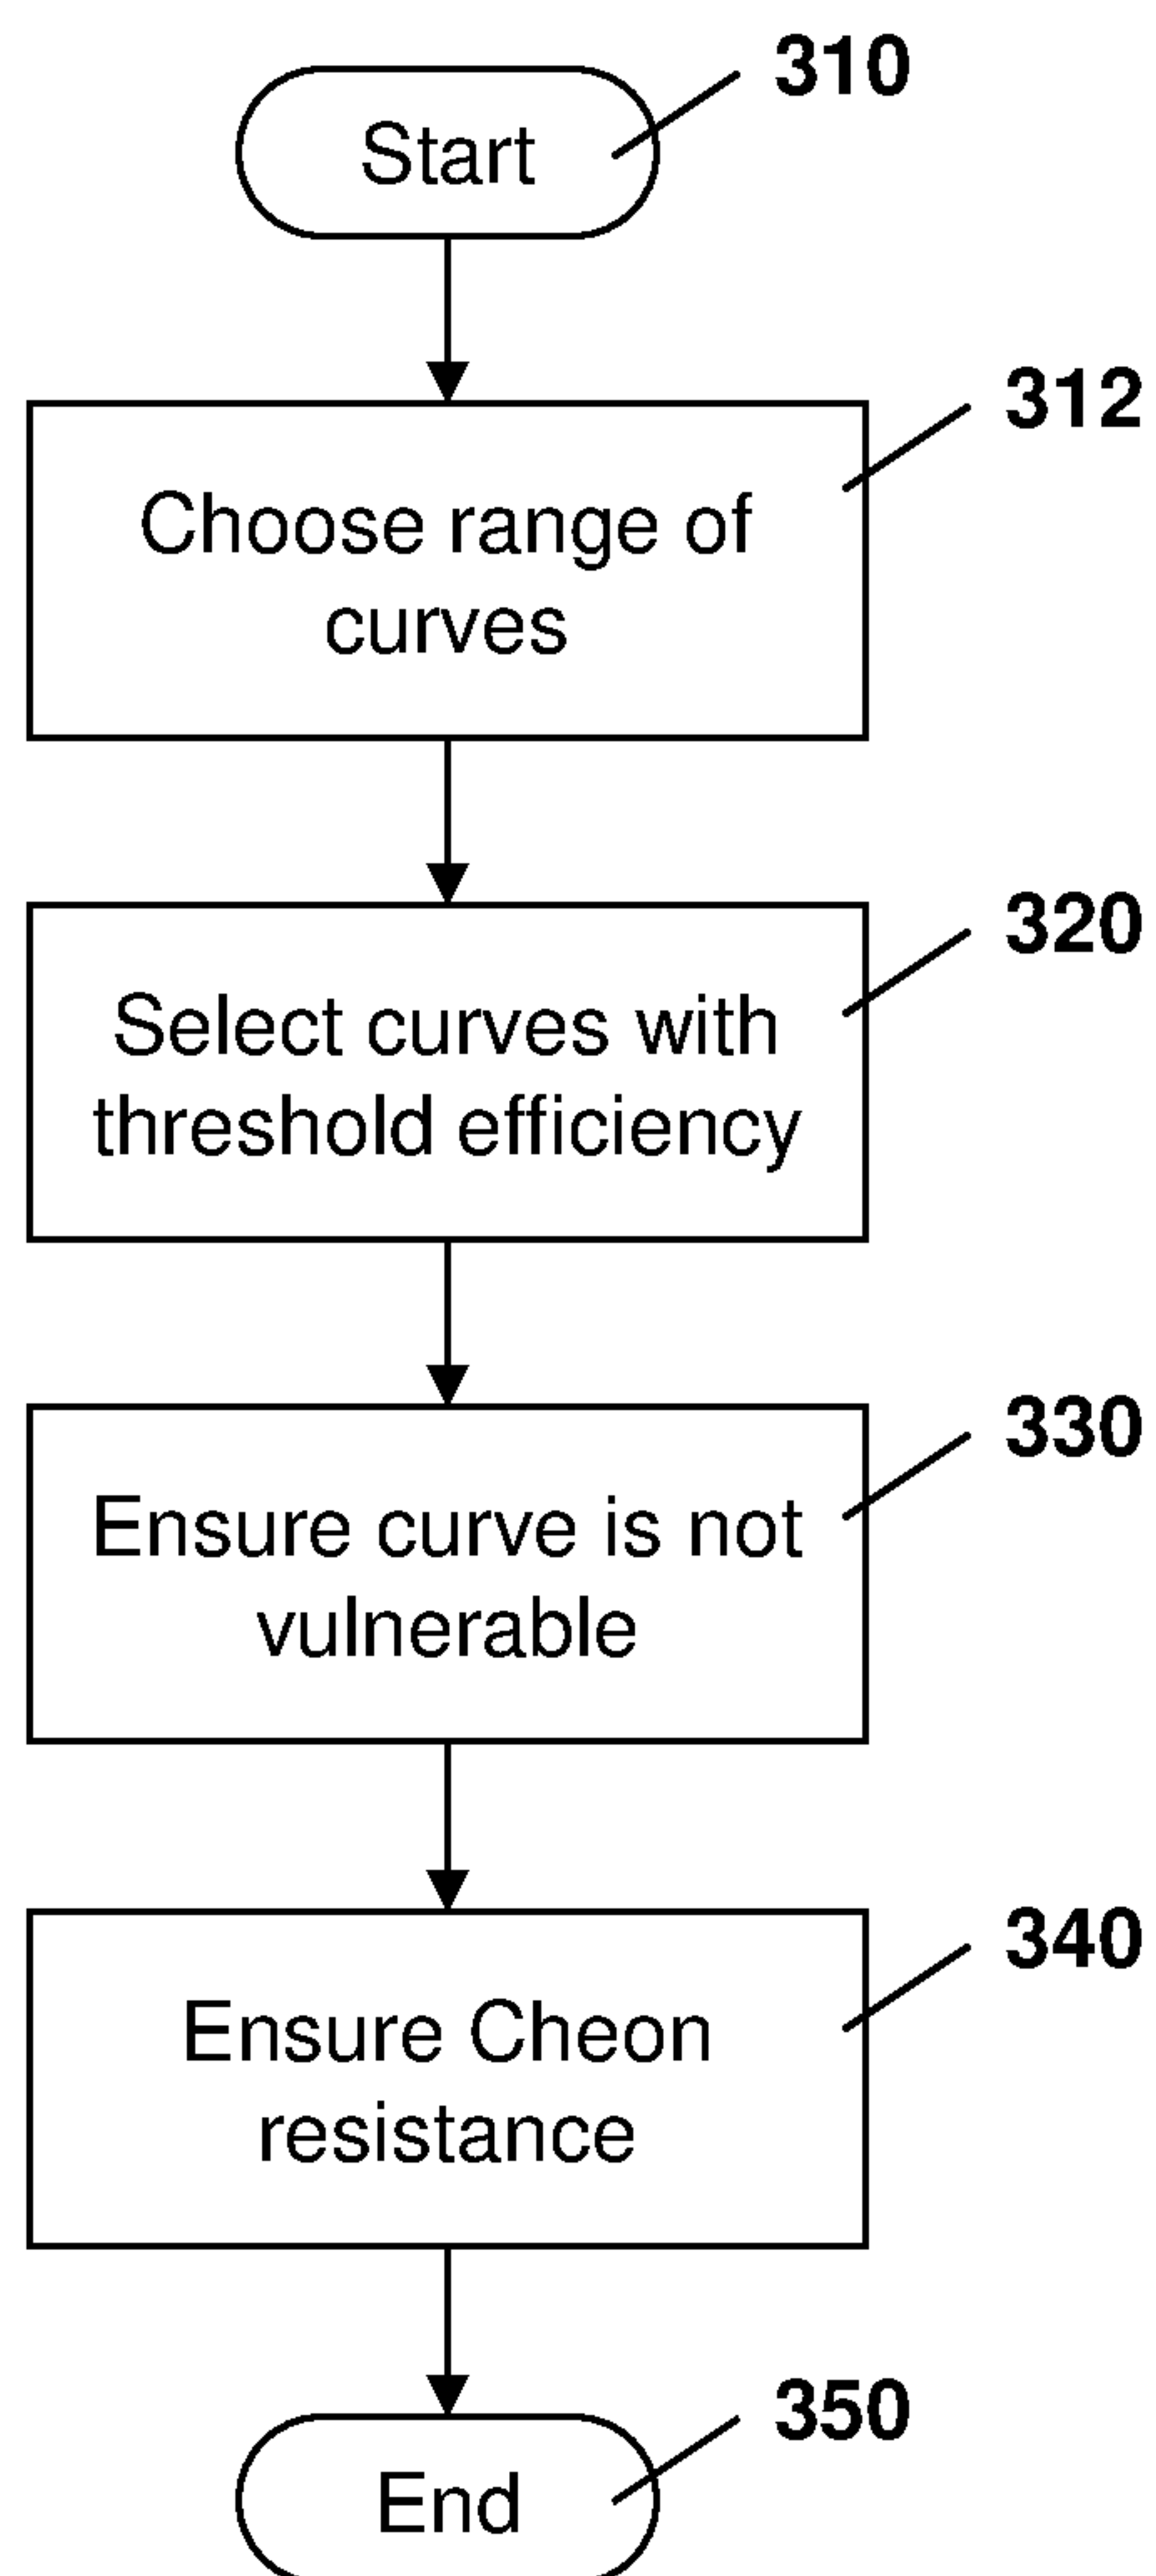 310
Start
312
Choose range of
curves
320
Select curves with
threshold efficiency
330
Ensure curve is not
vulnerable
340
Ensure Cheon
resistance
350
End